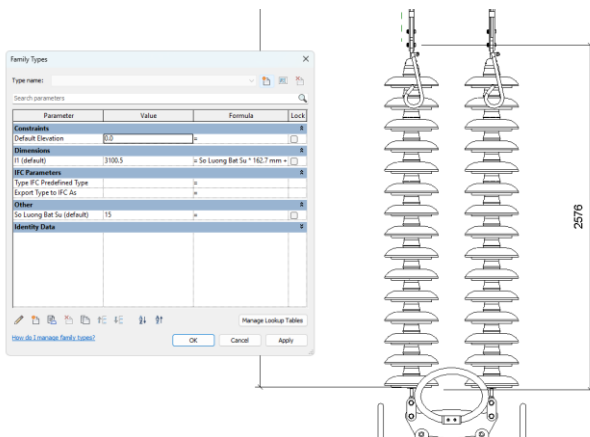 Family Types
Type name:
Search parameters
Parameter Value Formula Lock
Constraints
Default Elevation 0.0 =
Dimensions
l1 (default) 3100.5 = So Luong Bat Su * 162.7 mm +
IFC Parameters
Type IFC Predefined Type =
Export Type to IFC As =
Other
So Luong Bat Su (default) 15 =
Identity Data
Manage Lookup Tables
How do I manage family types?
OK Cancel Apply
2576